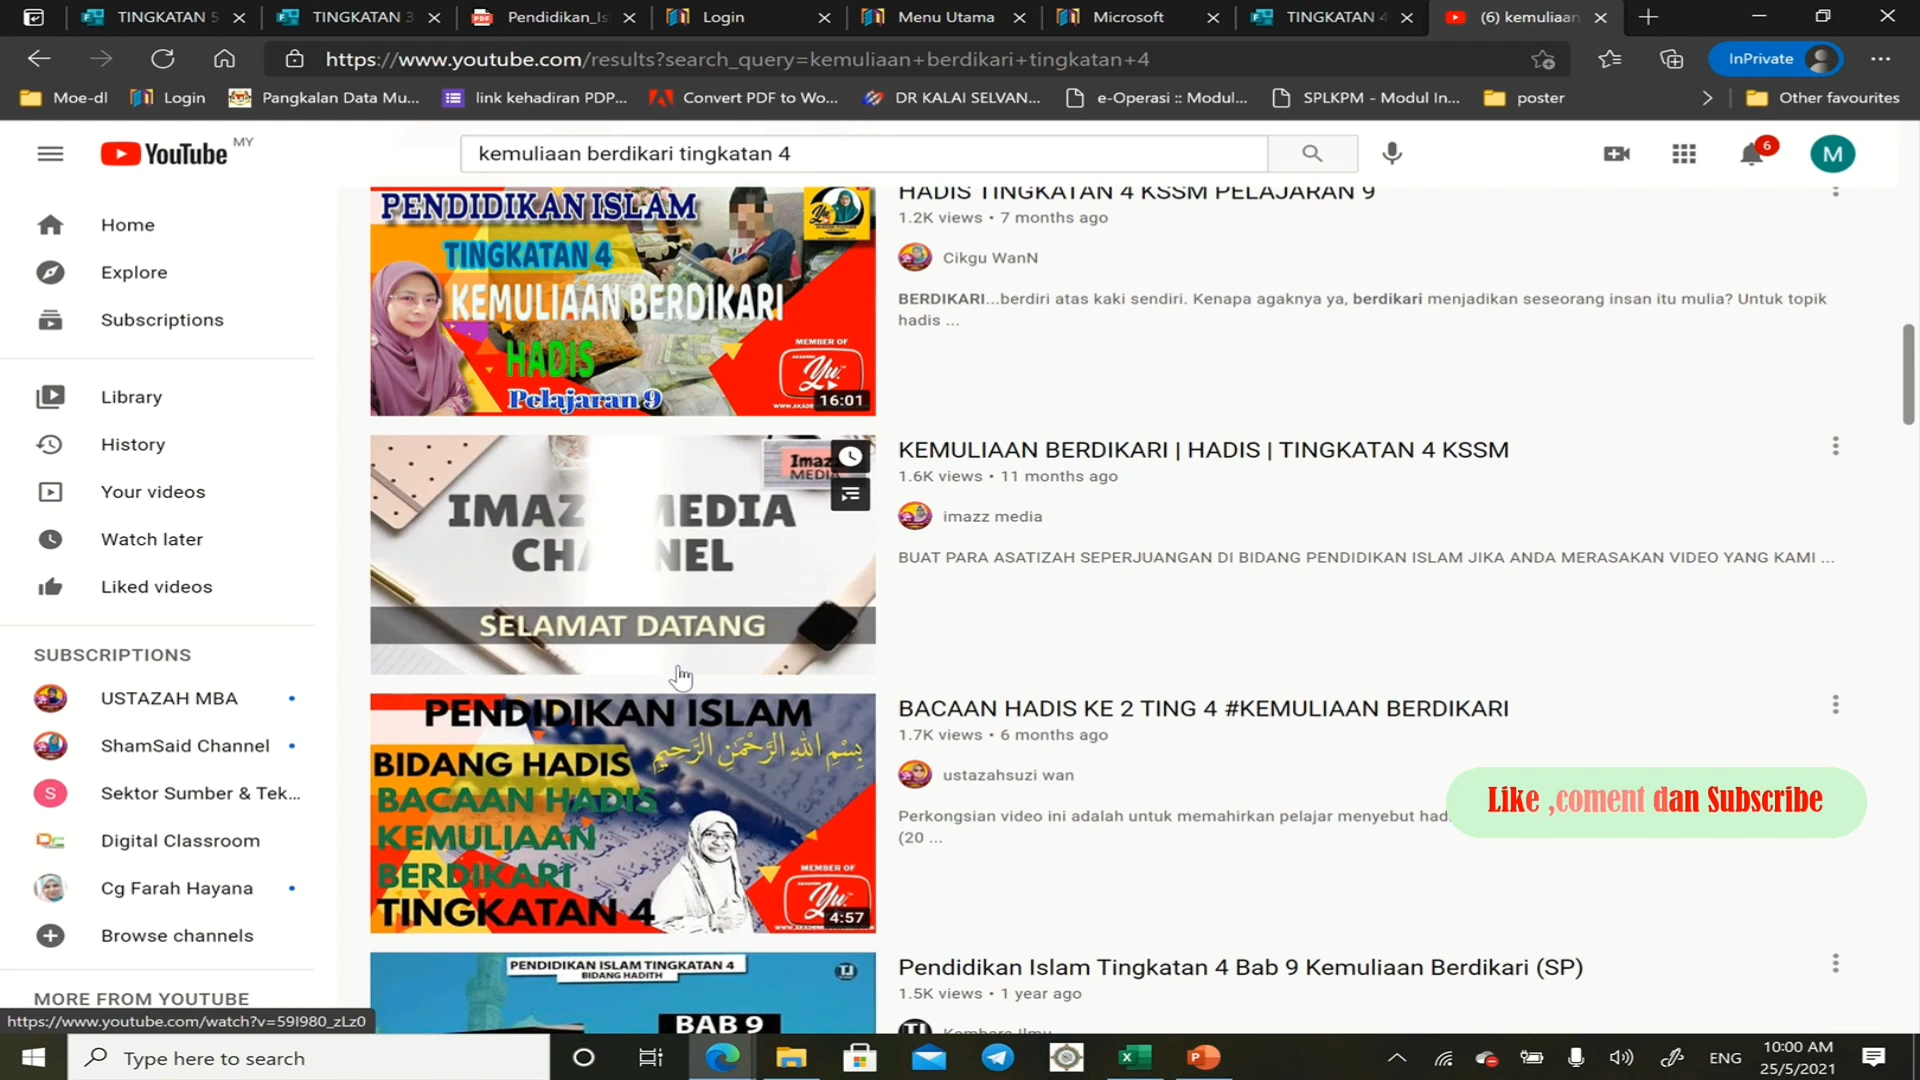 TINGKATAN 5
TINGKATAN 3
Pendidikan_Is
Login
Menu Utama
Microsoft
TINGKATAN 4
(6) kemuliaan
https://www.youtube.com/results?search_query=kemuliaan+berdikari+tingkatan+4
InPrivate
Moe-dl
Login
Pangkalan Data Mu...
link kehadiran PDP...
Convert PDF to Wo...
DR KALAI SELVAN...
e-Operasi :: Modul...
SPLKPM - Modul In...
poster
Other favourites
YouTube MY
kemuliaan berdikari tingkatan 4
6
M
Home
Explore
Subscriptions
Library
History
Your videos
Watch later
Liked videos
SUBSCRIPTIONS
USTAZAH MBA
ShamSaid Channel
S
Sektor Sumber & Tek...
Digital Classroom
Cg Farah Hayana
Browse channels
MORE FROM YOUTUBE
https://www.youtube.com/watch?v=59I980_zLz0
PENDIDIKAN ISLAM
TINGKATAN 4
KEMULIAAN BERDIKARI
HADIS
Pelajaran 9
MEMBER OF
Yu
16:01
HADIS TINGKATAN 4 KSSM PELAJARAN 9
1.2K views • 7 months ago
Cikgu WanN
BERDIKARI...berdiri atas kaki sendiri. Kenapa agaknya ya, berdikari menjadikan seseorang insan itu mulia? Untuk topik
hadis ...
IMAZZ MEDIA
CHANNEL
SELAMAT DATANG
KEMULIAAN BERDIKARI | HADIS | TINGKATAN 4 KSSM
1.6K views • 11 months ago
imazz media
BUAT PARA ASATIZAH SEPERJUANGAN DI BIDANG PENDIDIKAN ISLAM JIKA ANDA MERASAKAN VIDEO YANG KAMI ...
PENDIDIKAN ISLAM
بِسْمِ اللهِ الرَّحْمٰنِ الرَّحِيْمِ
BIDANG HADIS
BACAAN HADIS
KEMULIAAN
BERDIKARI
TINGKATAN 4
MEMBER OF
Yu
4:57
BACAAN HADIS KE 2 TING 4 #KEMULIAAN BERDIKARI
1.7K views • 6 months ago
ustazahsuzi wan
Perkongsian video ini adalah untuk memahirkan pelajar menyebut
(20 ...
Like ,coment dan Subscribe
PENDIDIKAN ISLAM TINGKATAN 4
BIDANG HADITH
BAB 9
Pendidikan Islam Tingkatan 4 Bab 9 Kemuliaan Berdikari (SP)
1.5K views • 1 year ago
Type here to search
ENG
10:00 AM
25/5/2021